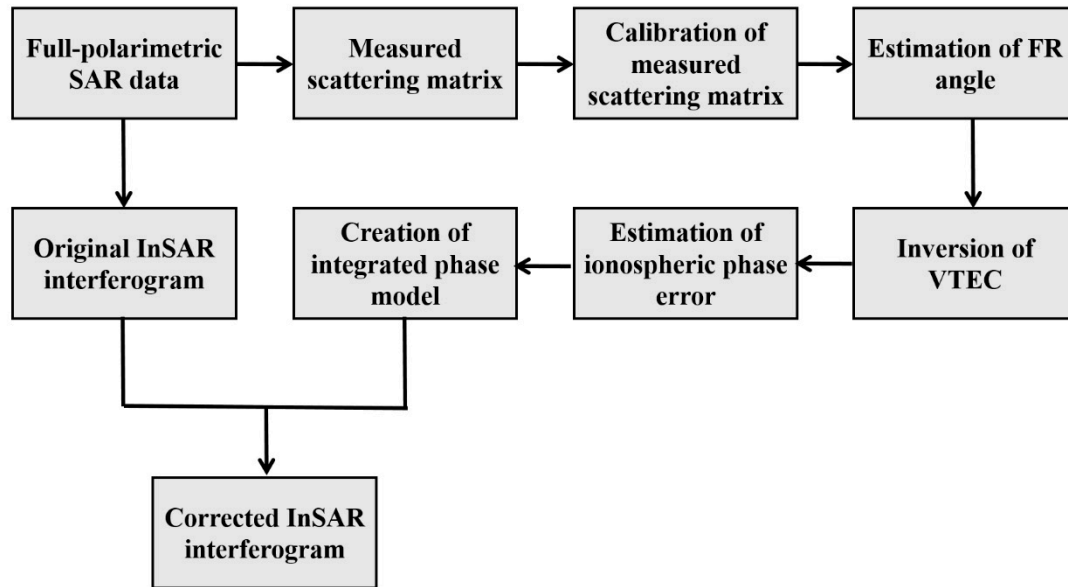 Full-polarimetric
SAR data
Measured
scattering matrix
Calibration of
measured
scattering matrix
Estimation of FR
angle
Original InSAR
interferogram
Creation of
integrated phase
model
Estimation of
ionospheric phase
error
Inversion of
VTEC
Corrected InSAR
interferogram